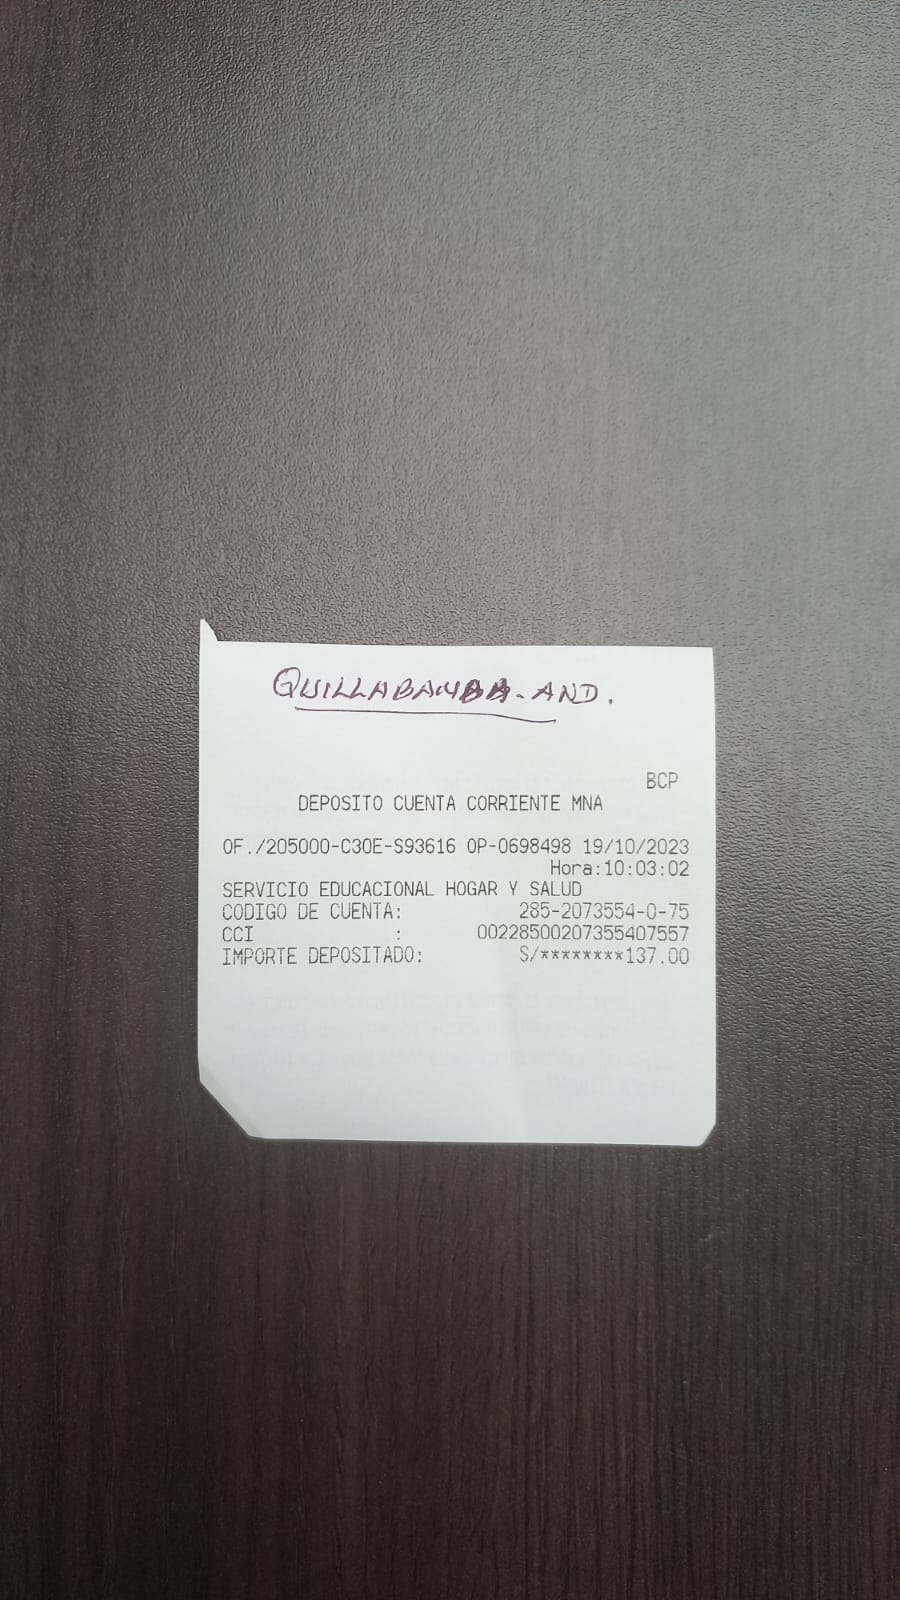 QUILLABAMBA-AND.
BCP
DEPOSITO CUENTA CORRIENTE MNA
OF./205000-C30E-S93616 OP-0698498 19/10/2023
Hora:10:03:02
SERVICIO EDUCACIONAL HOGAR Y SALUD
CODIGO DE CUENTA: 285-2073554-0-75
CCI : 00228500207355407557
IMPORTE DEPOSITADO: S/********137.00